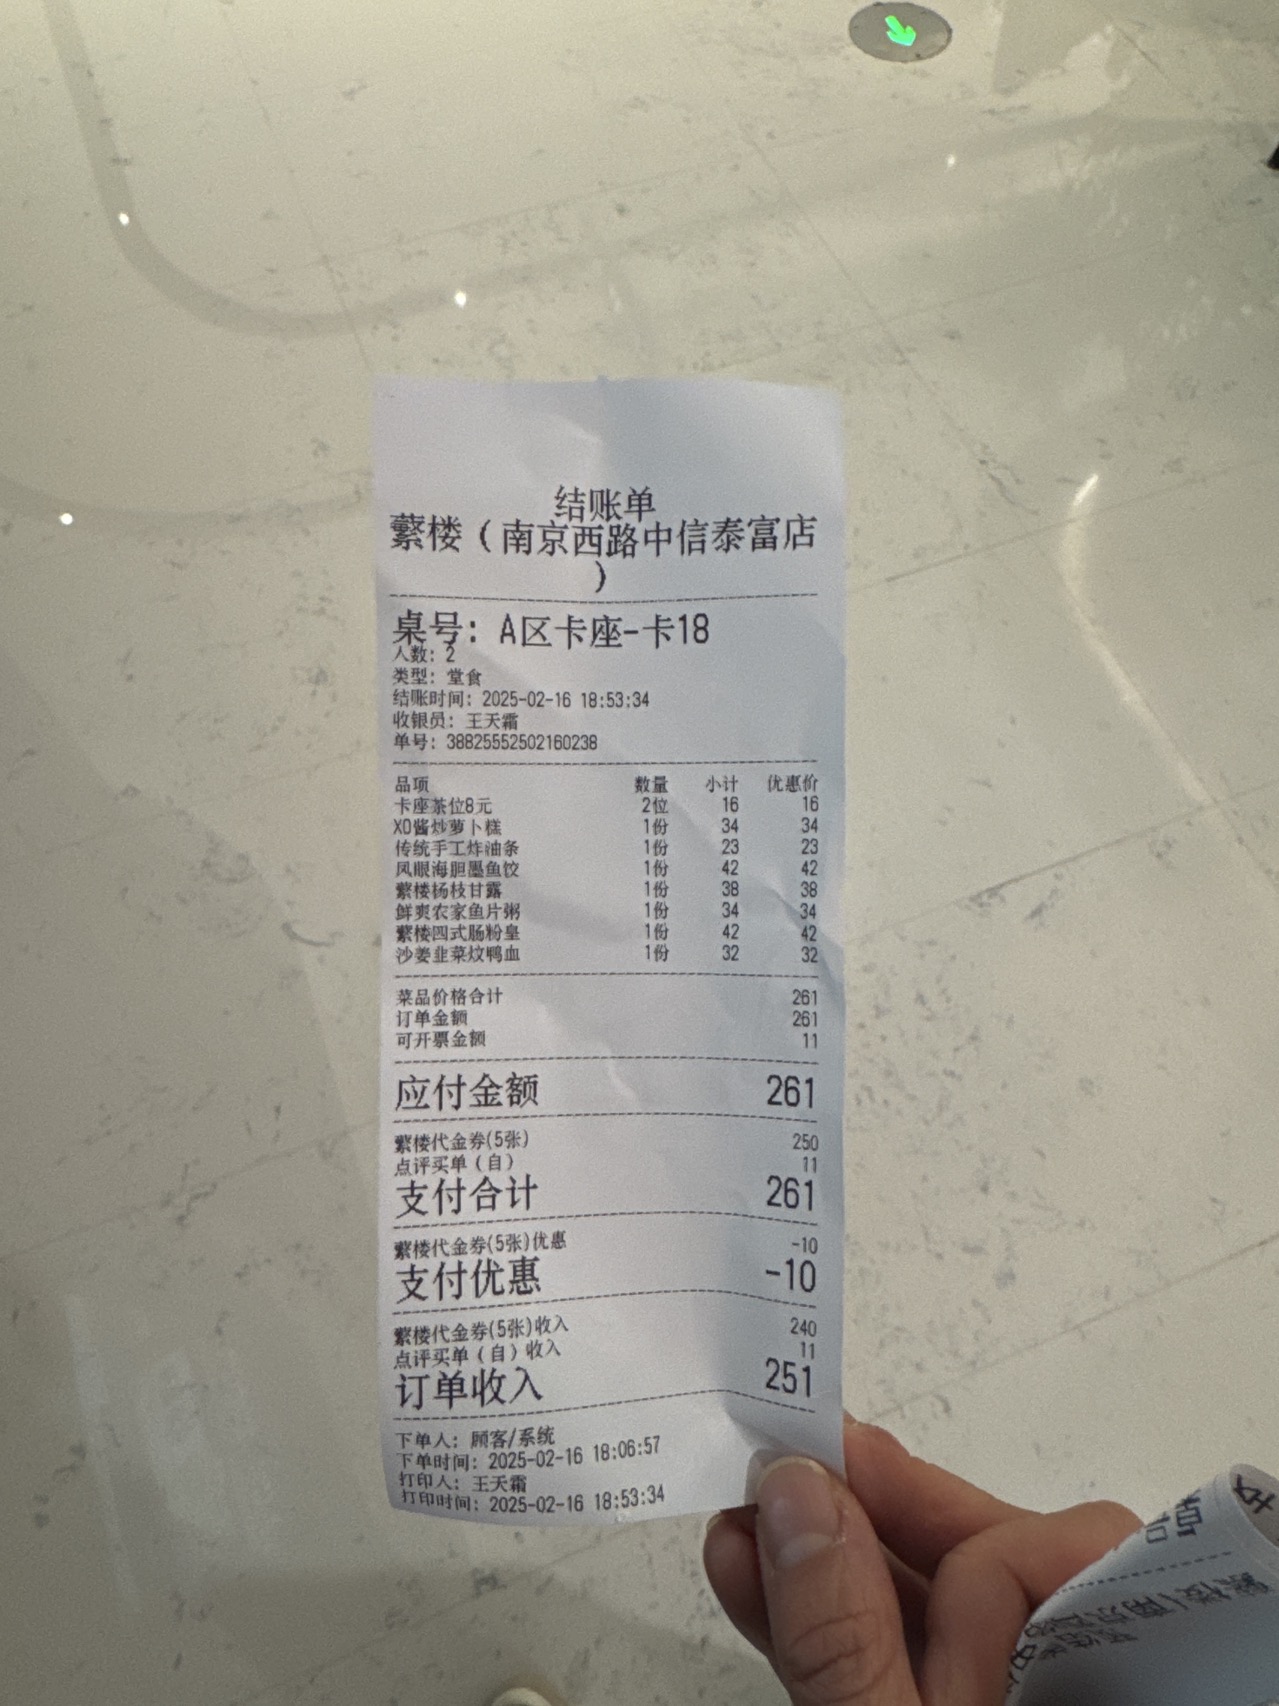 结账单
蘩楼（南京西路中信泰富店
）
桌号：A区卡座-卡18
人数：2
类型：堂食
结账时间：2025-02-16 18:53:34
收银员：王天霜
单号：38825552502160238
品项 数量 小计 优惠价
卡座茶位8元 2位 16 16
XO酱炒萝卜糕 1份 34 34
传统手工炸油条 1份 23 23
凤眼海胆墨鱼饺 1份 42 42
蘩楼杨枝甘露 1份 38 38
鲜爽农家鱼片粥 1份 34 34
蘩楼四式肠粉皇 1份 42 42
沙姜韭菜炆鸭血 1份 32 32
菜品价格合计 261
订单金额 261
可开票金额 11
应付金额 261
蘩楼代金券(5张) 250
点评买单（自） 11
支付合计 261
蘩楼代金券(5张)优惠 -10
支付优惠 -10
蘩楼代金券(5张)收入 240
点评买单（自）收入 11
订单收入 251
下单人：顾客/系统
下单时间：2025-02-16 18:06:57
打印人：王天霜
打印时间：2025-02-16 18:53:34